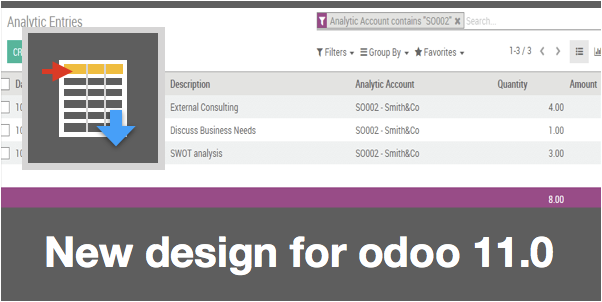 Analytic Entries
Analytic Account contains "SO002" x Search...
CR
Filters Group By Favorites 1-3 / 3
Da Description Analytic Account Quantity Amount
10 External Consulting SO002 - Smith&Co 4.00
10 Discuss Business Needs SO002 - Smith&Co 1.00
10 SWOT analysis SO002 - Smith&Co 3.00
8.00
New design for odoo 11.0